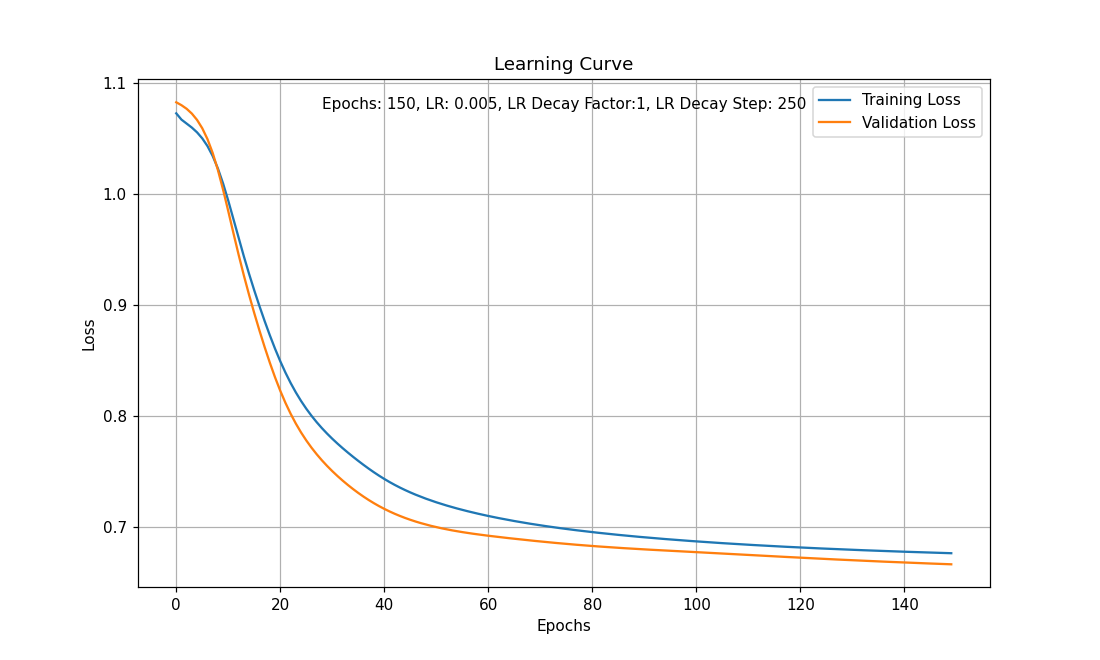 Learning Curve
Epochs: 150, LR: 0.005, LR Decay Factor:1, LR Decay Step: 250
Training Loss
Validation Loss
1.1
1.0
0.9
0.8
0.7
Loss
0 20 40 60 80 100 120 140
Epochs